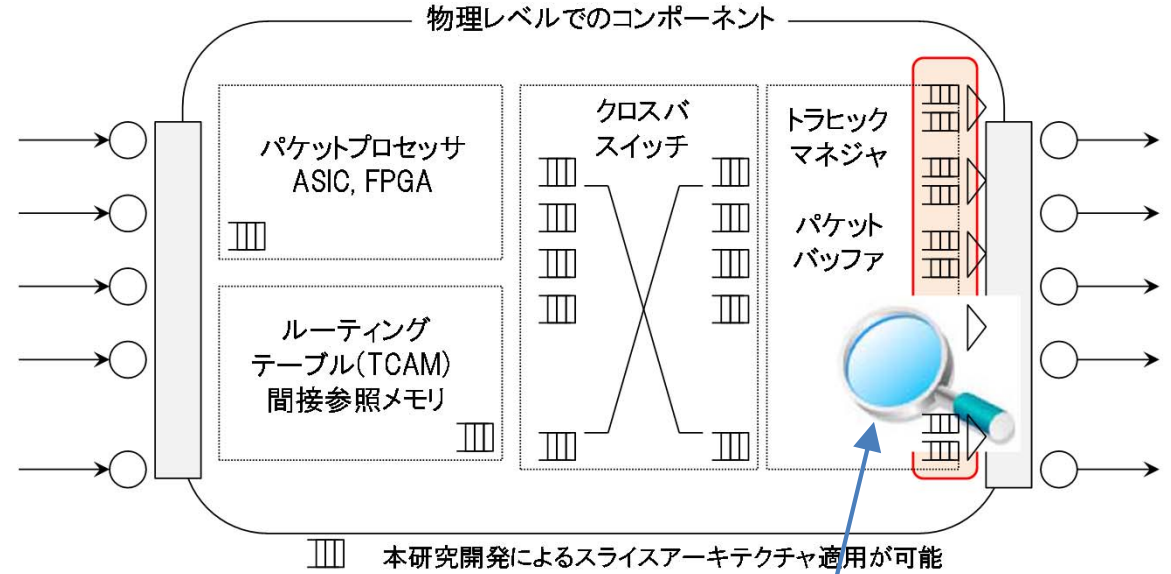 物理レベルでのコンポーネント
パケットプロセッサ
ASIC, FPGA
ルーティング
テーブル(TCAM)
間接参照メモリ
クロスバ
スイッチ
トラヒック
マネジャ
パケット
バッファ
本研究開発によるスライスアーキテクチャ適用が可能